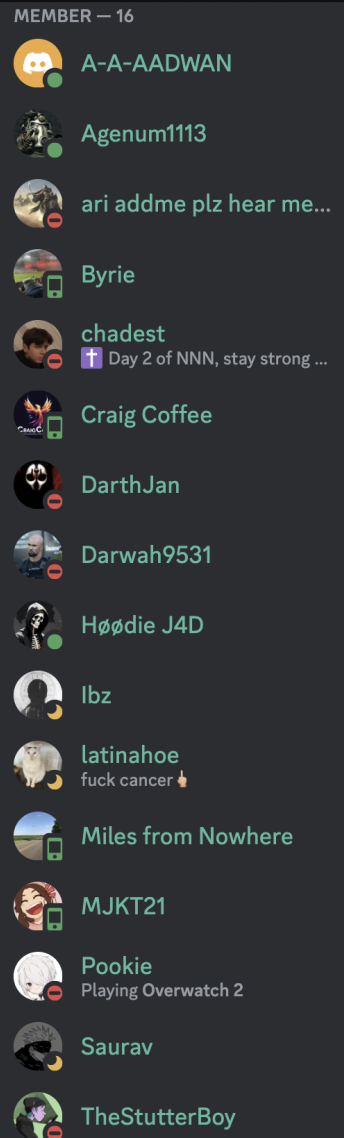 MEMBER — 16
A-A-AADWAN
Agenum1113
ari addme plz hear me...
Byrie
chadest
✝️ Day 2 of NNN, stay strong ...
Craig Coffee
DarthJan
Darwah9531
Høødie J4D
Ibz
latinahoe
fuck cancer🖕🏼
Miles from Nowhere
MJKT21
Pookie
Playing Overwatch 2
Saurav
TheStutterBoy